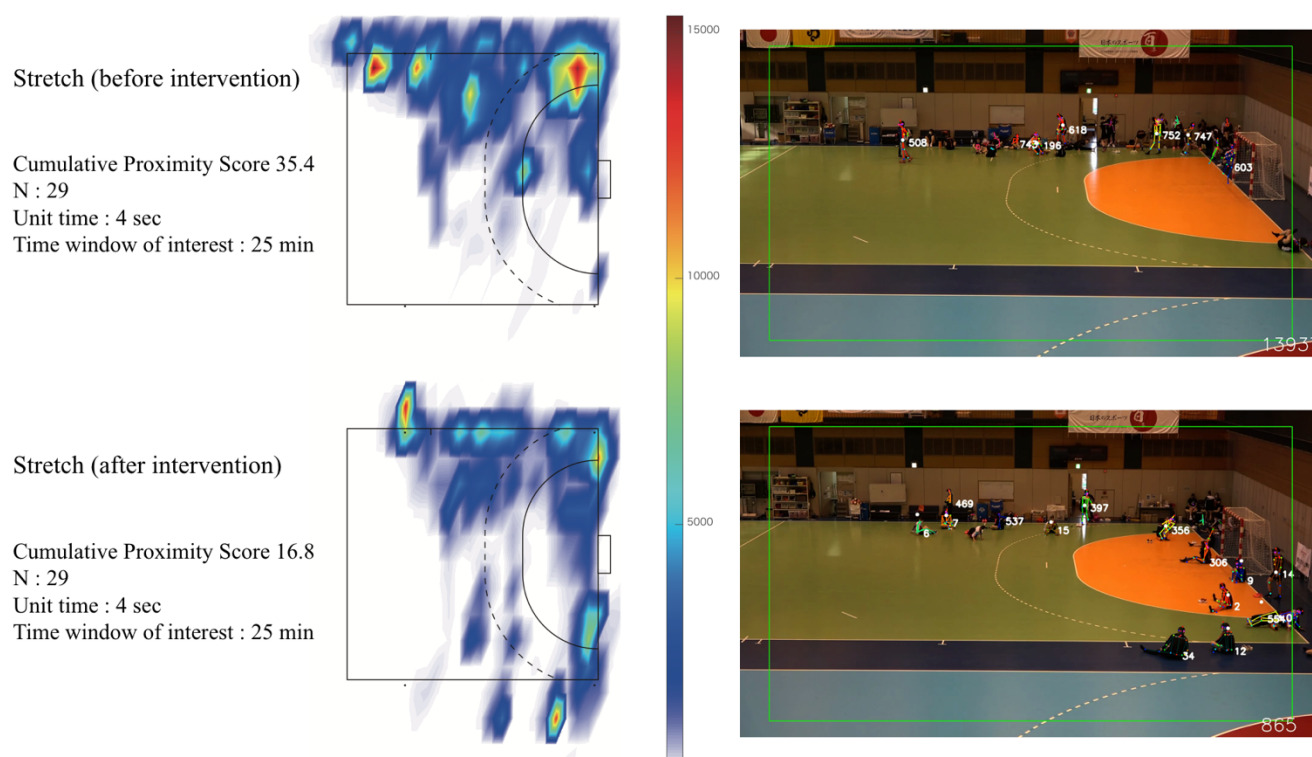 Stretch (before intervention)
Cumulative Proximity Score 35.4
N : 29
Unit time : 4 sec
Time window of interest : 25 min
15000
10000
5000
508
743
196
618
752
747
603
Stretch (after intervention)
Cumulative Proximity Score 16.8
N : 29
Unit time : 4 sec
Time window of interest : 25 min
469
6
7
537
15
397
356
306
9
14
2
34
12
865